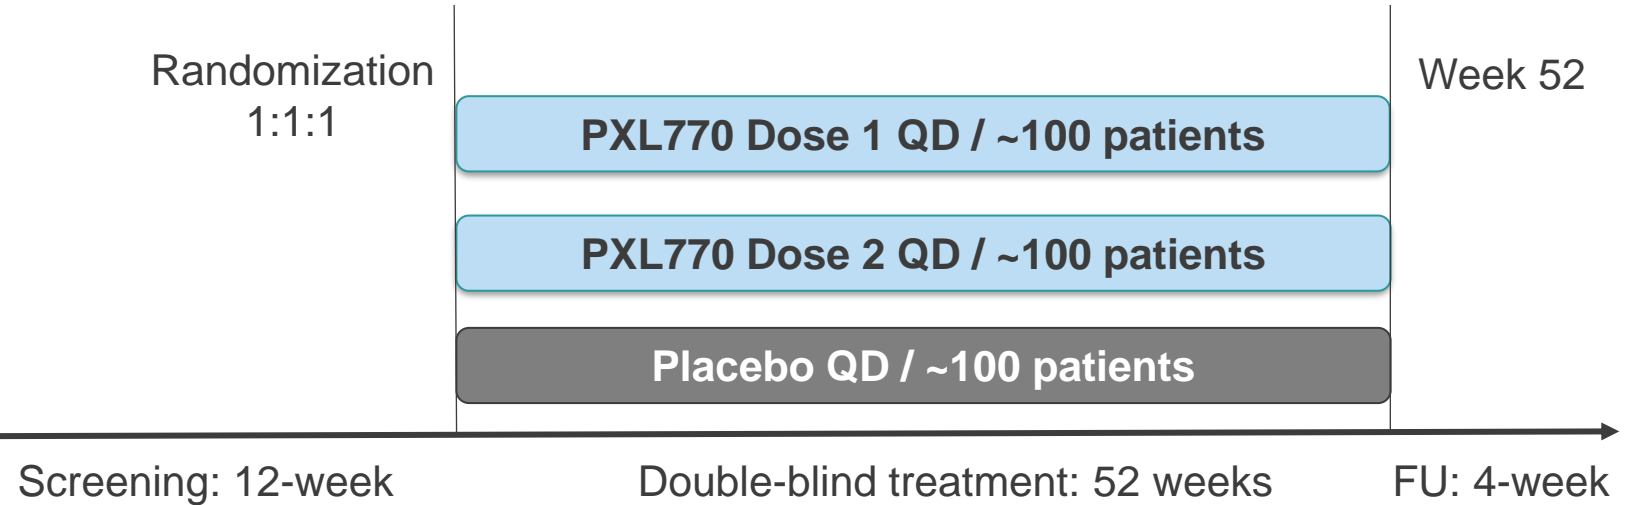 Randomization
1:1:1
Week 52
PXL770 Dose 1 QD / ~100 patients
PXL770 Dose 2 QD / ~100 patients
Placebo QD / ~100 patients
Screening: 12-week
Double-blind treatment: 52 weeks
FU: 4-week